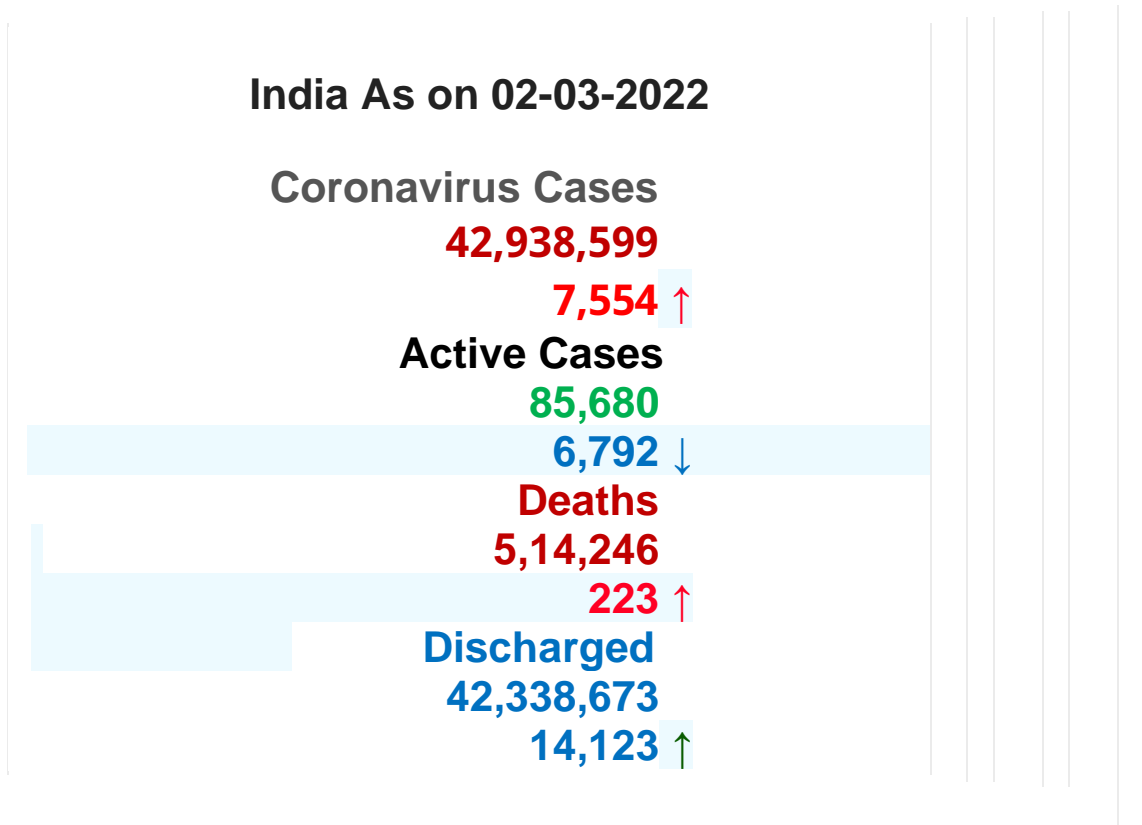 India As on 02-03-2022
Coronavirus Cases
42,938,599
7,554 ↑
Active Cases
85,680
6,792 ↓
Deaths
5,14,246
223 ↑
Discharged
42,338,673
14,123 ↑